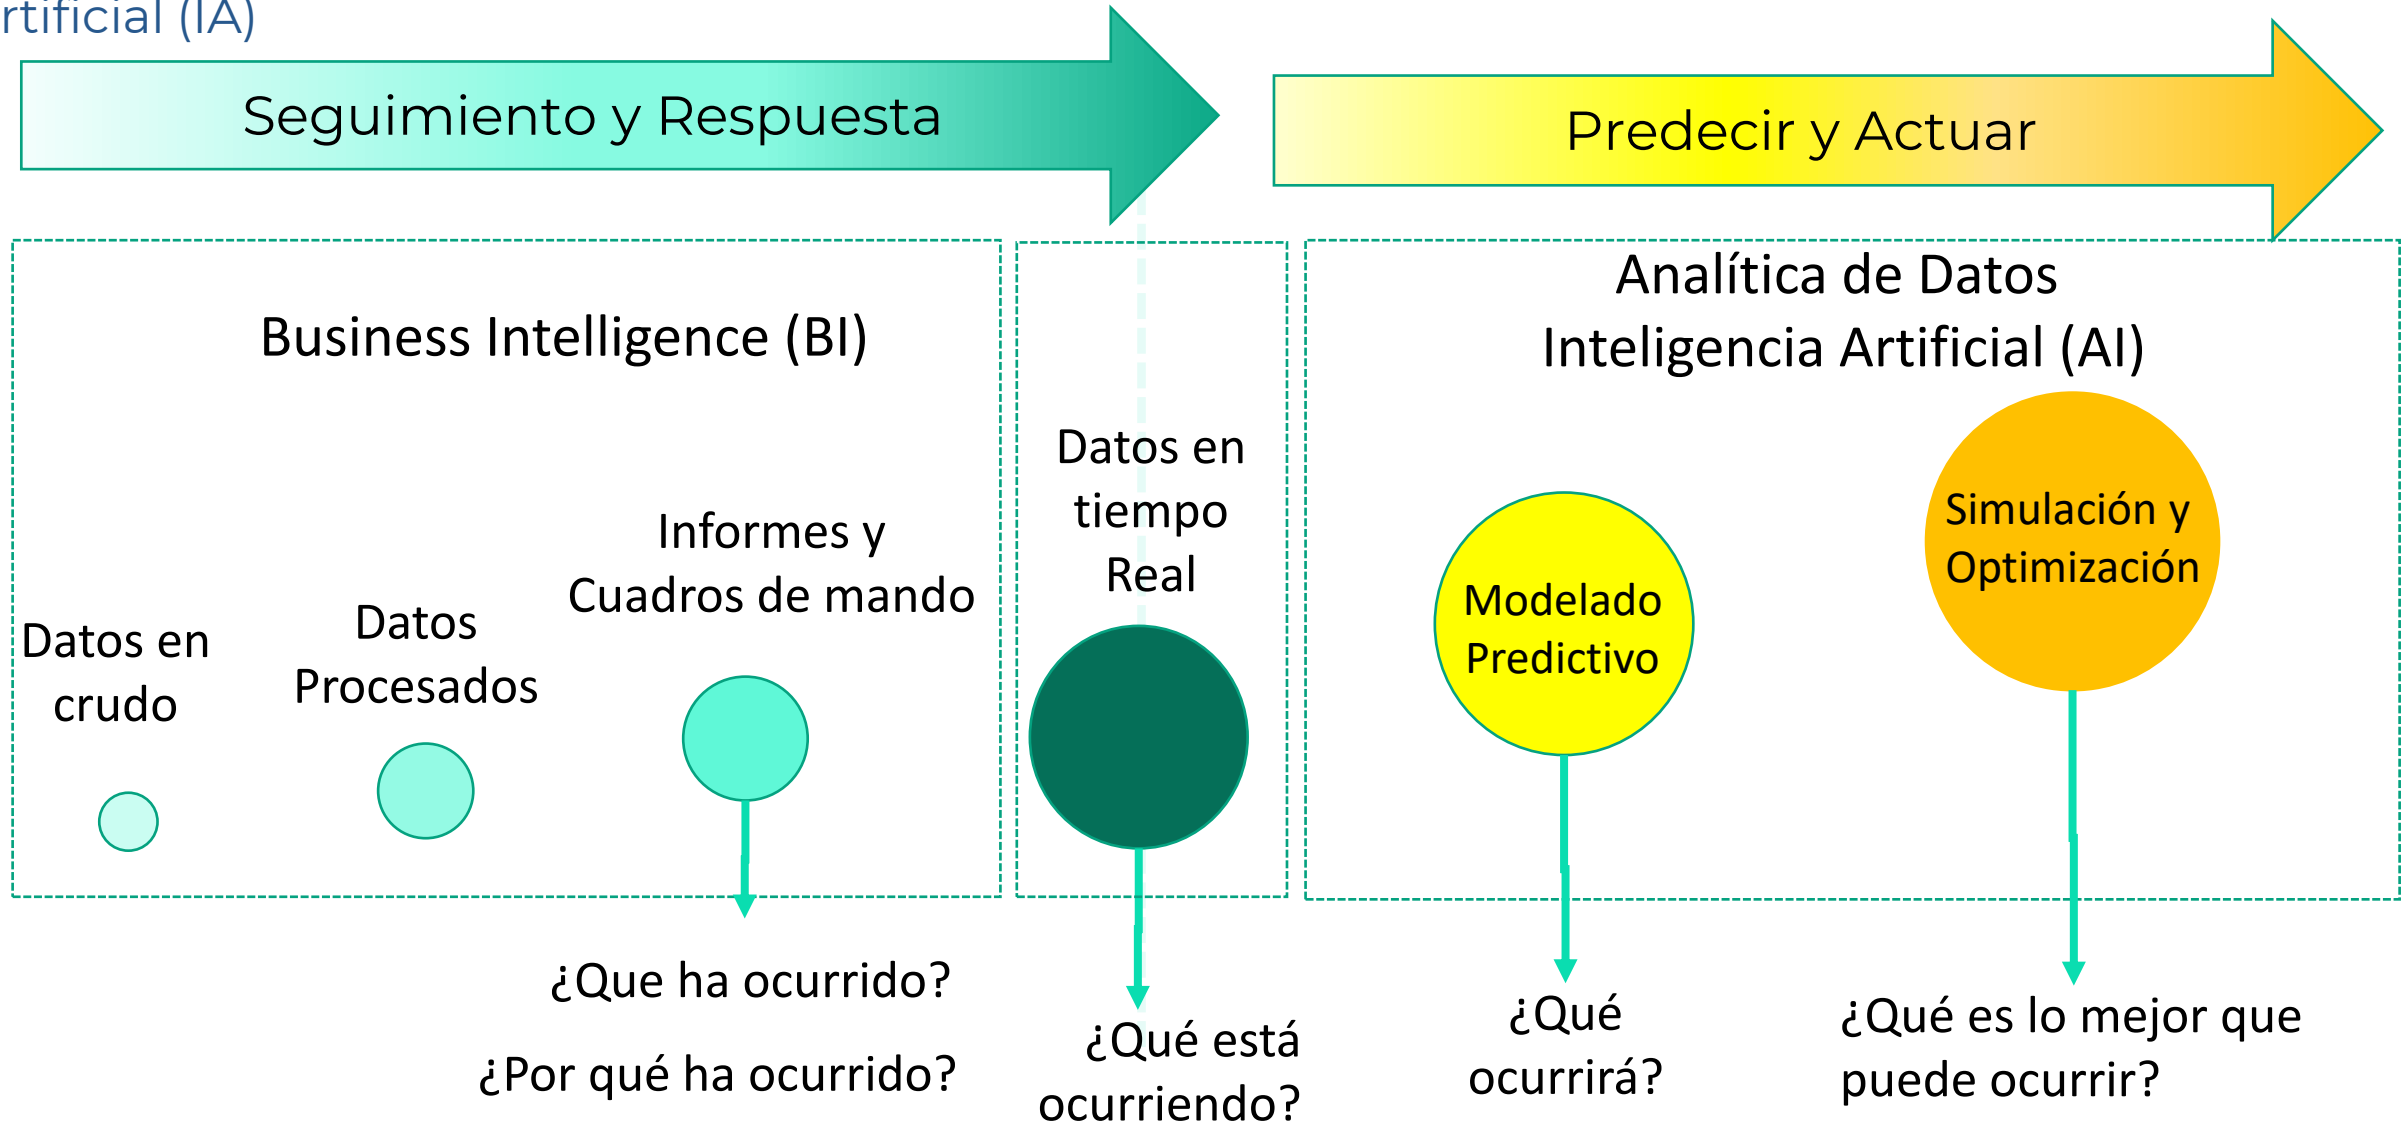 rtificial (IA)
Seguimiento y Respuesta
Predecir y Actuar
Business Intelligence (BI)
Analítica de Datos
Inteligencia Artificial (AI)
Datos en
crudo
Datos
Procesados
Informes y
Cuadros de mando
Datos en
tiempo
Real
Modelado
Predictivo
Simulación y
Optimización
¿Que ha ocurrido?
¿Por qué ha ocurrido?
¿Qué está
ocurriendo?
¿Qué
ocurrirá?
¿Qué es lo mejor que
puede ocurrir?